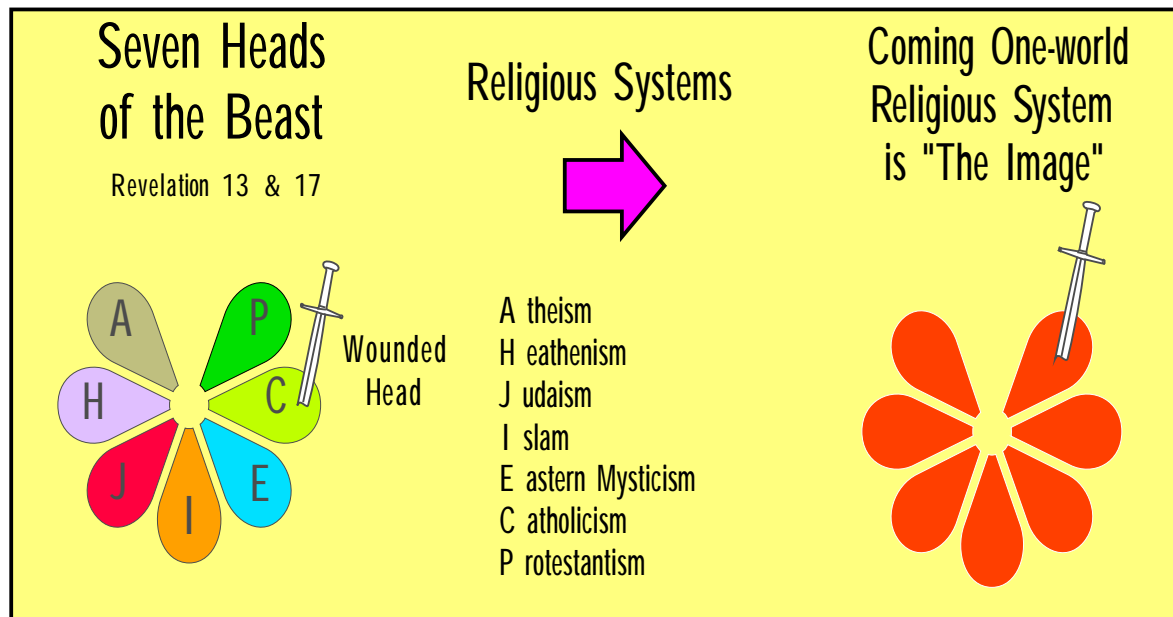 Seven Heads
of the Beast
Revelation 13 & 17
Religious Systems
Coming One-world
Religious System
is "The Image"
A
P
H
C
J
E
I
Wounded
Head
A theism
H eathenism
J udaism
I slam
E astern Mysticism
C atholicism
P rotestantism